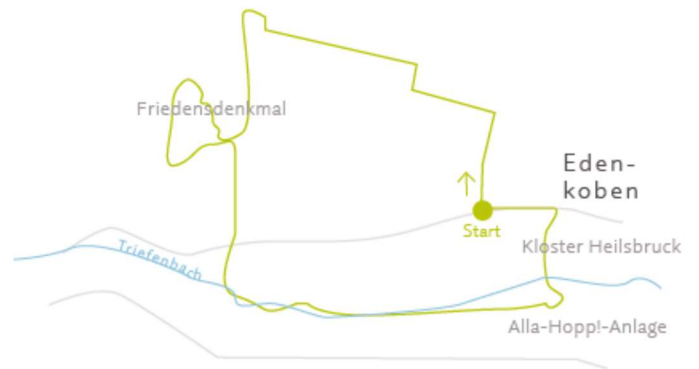 Friedensdenkmal
Eden-
koben
Start
Kloster Heilsbruck
Triefenbach
Alla-Hopp!-Anlage